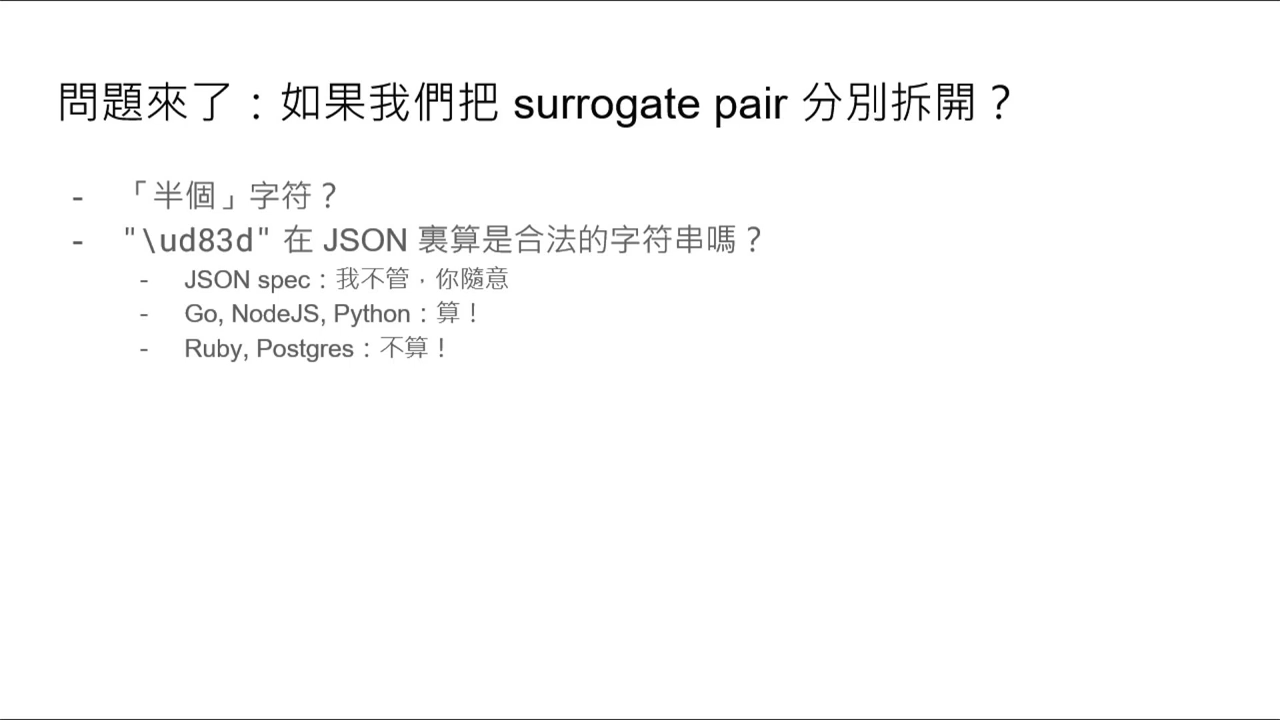 問題來了：如果我們把 surrogate pair 分別拆開？
- 「半個」字符？
- "\ud83d" 在 JSON 裏算是合法的字符串嗎？
- JSON spec：我不管，你隨意
- Go, NodeJS, Python：算！
- Ruby, Postgres：不算！